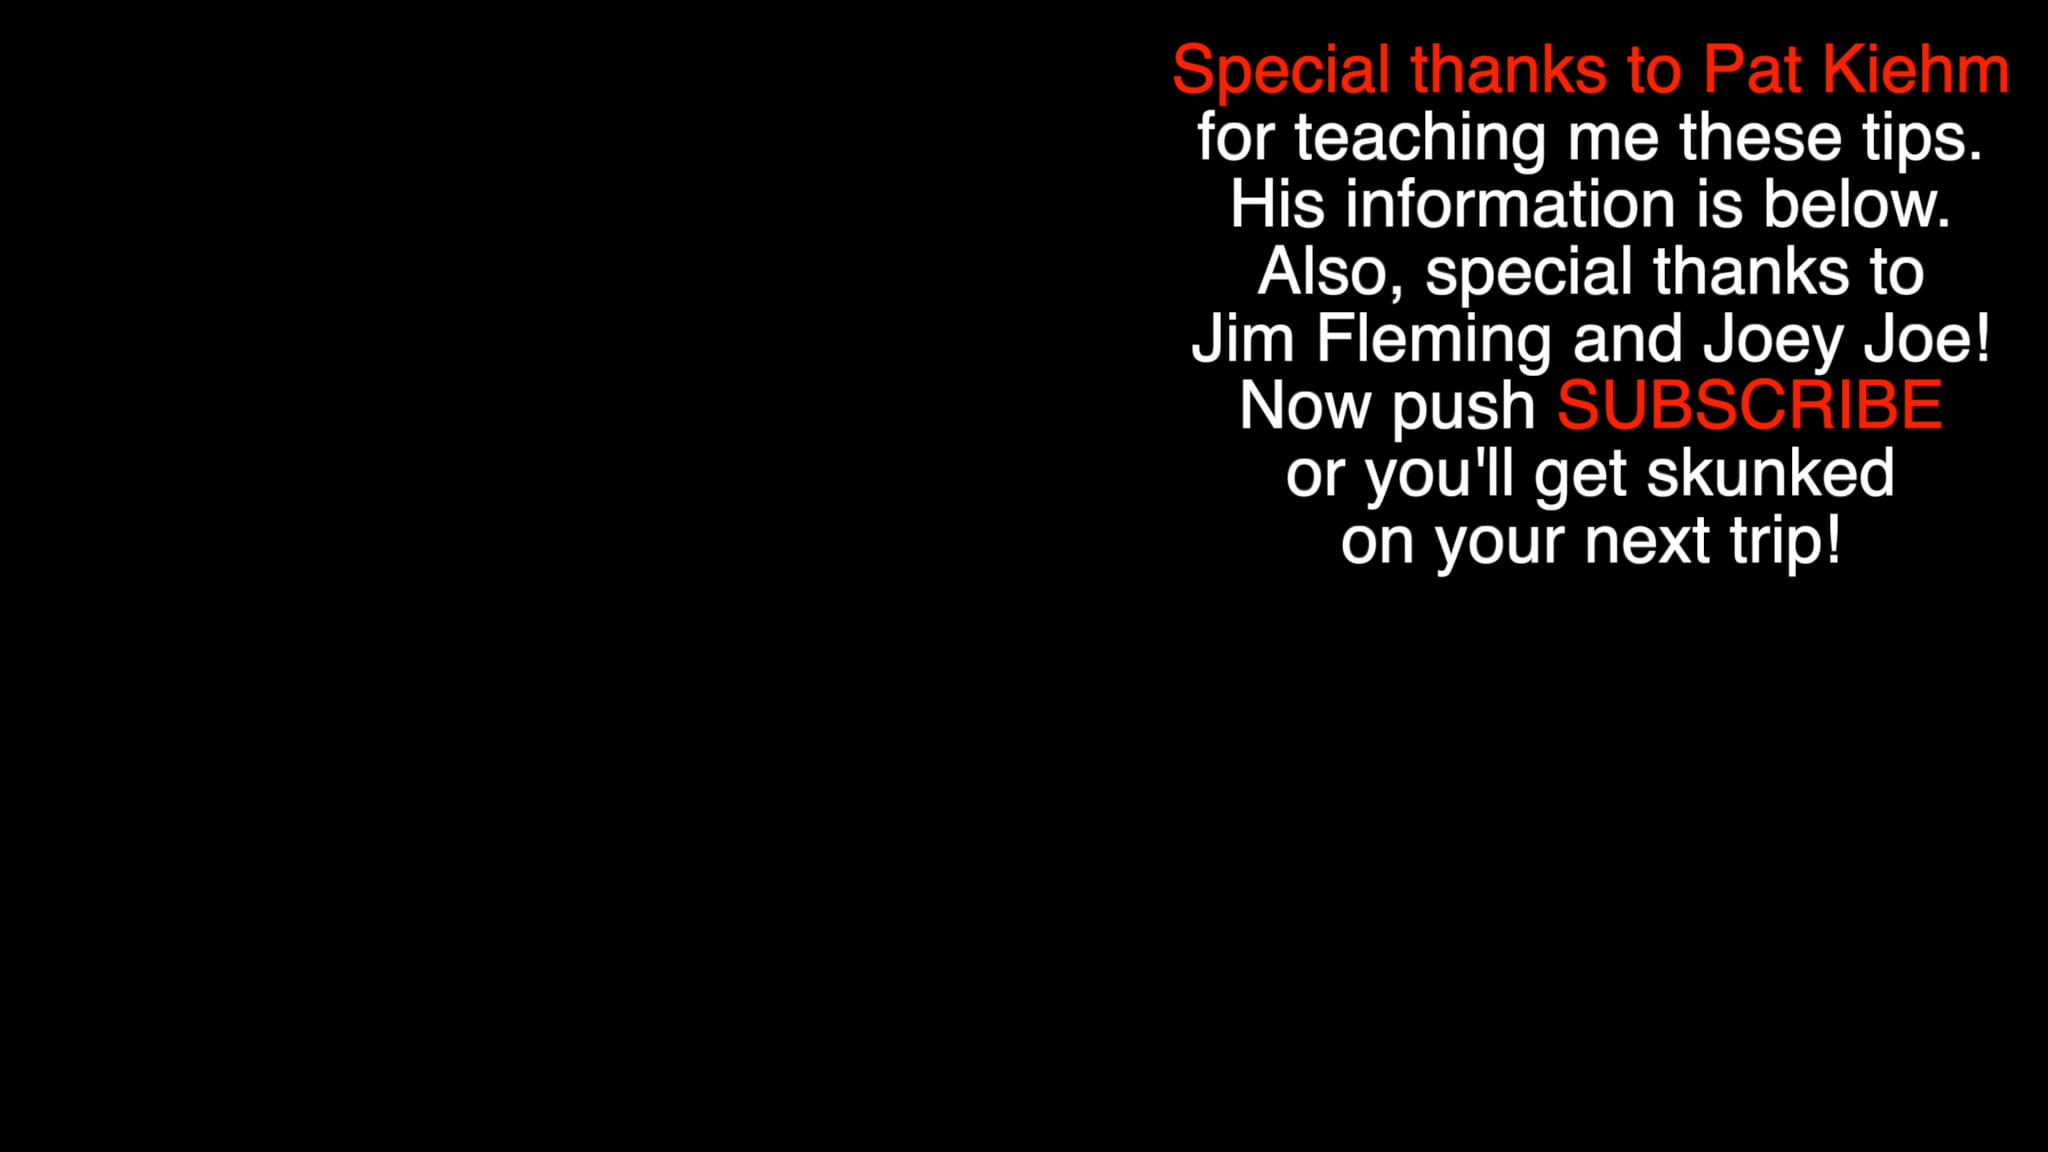 Special thanks to Pat Kiehm
for teaching me these tips.
His information is below.
Also, special thanks to
Jim Fleming and Joey Joe!
Now push SUBSCRIBE
or you'll get skunked
on your next trip!